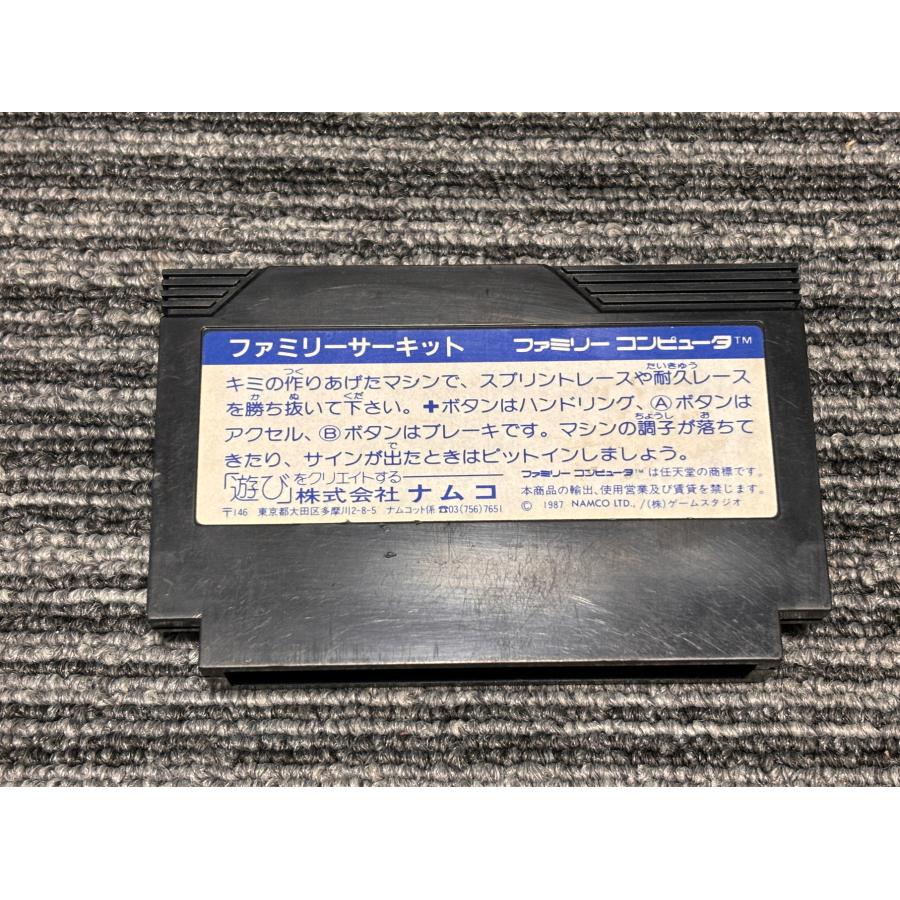 ファミリーサーキット ファミリー コンピュータ™
キミの作りあげたマシンで、スプリントレースや耐久レース
を勝ち抜いて下さい。✚ボタンはハンドリング、Ⓐボタンは
アクセル、Ⓑボタンはブレーキです。マシンの調子が落ちて
きたり、サインが出たときはピットインしましょう。
ファミリー コンピュータ™は任天堂の商標です。
「遊び」をクリエイトする
株式会社 ナムコ
本商品の輸出、使用営業及び賃貸を禁じます。
〒146 東京都大田区多摩川2-8-5 ナムコット係 ☎03(756)7651
© 1987 NAMCO LTD., /(株)ゲームスタジオ